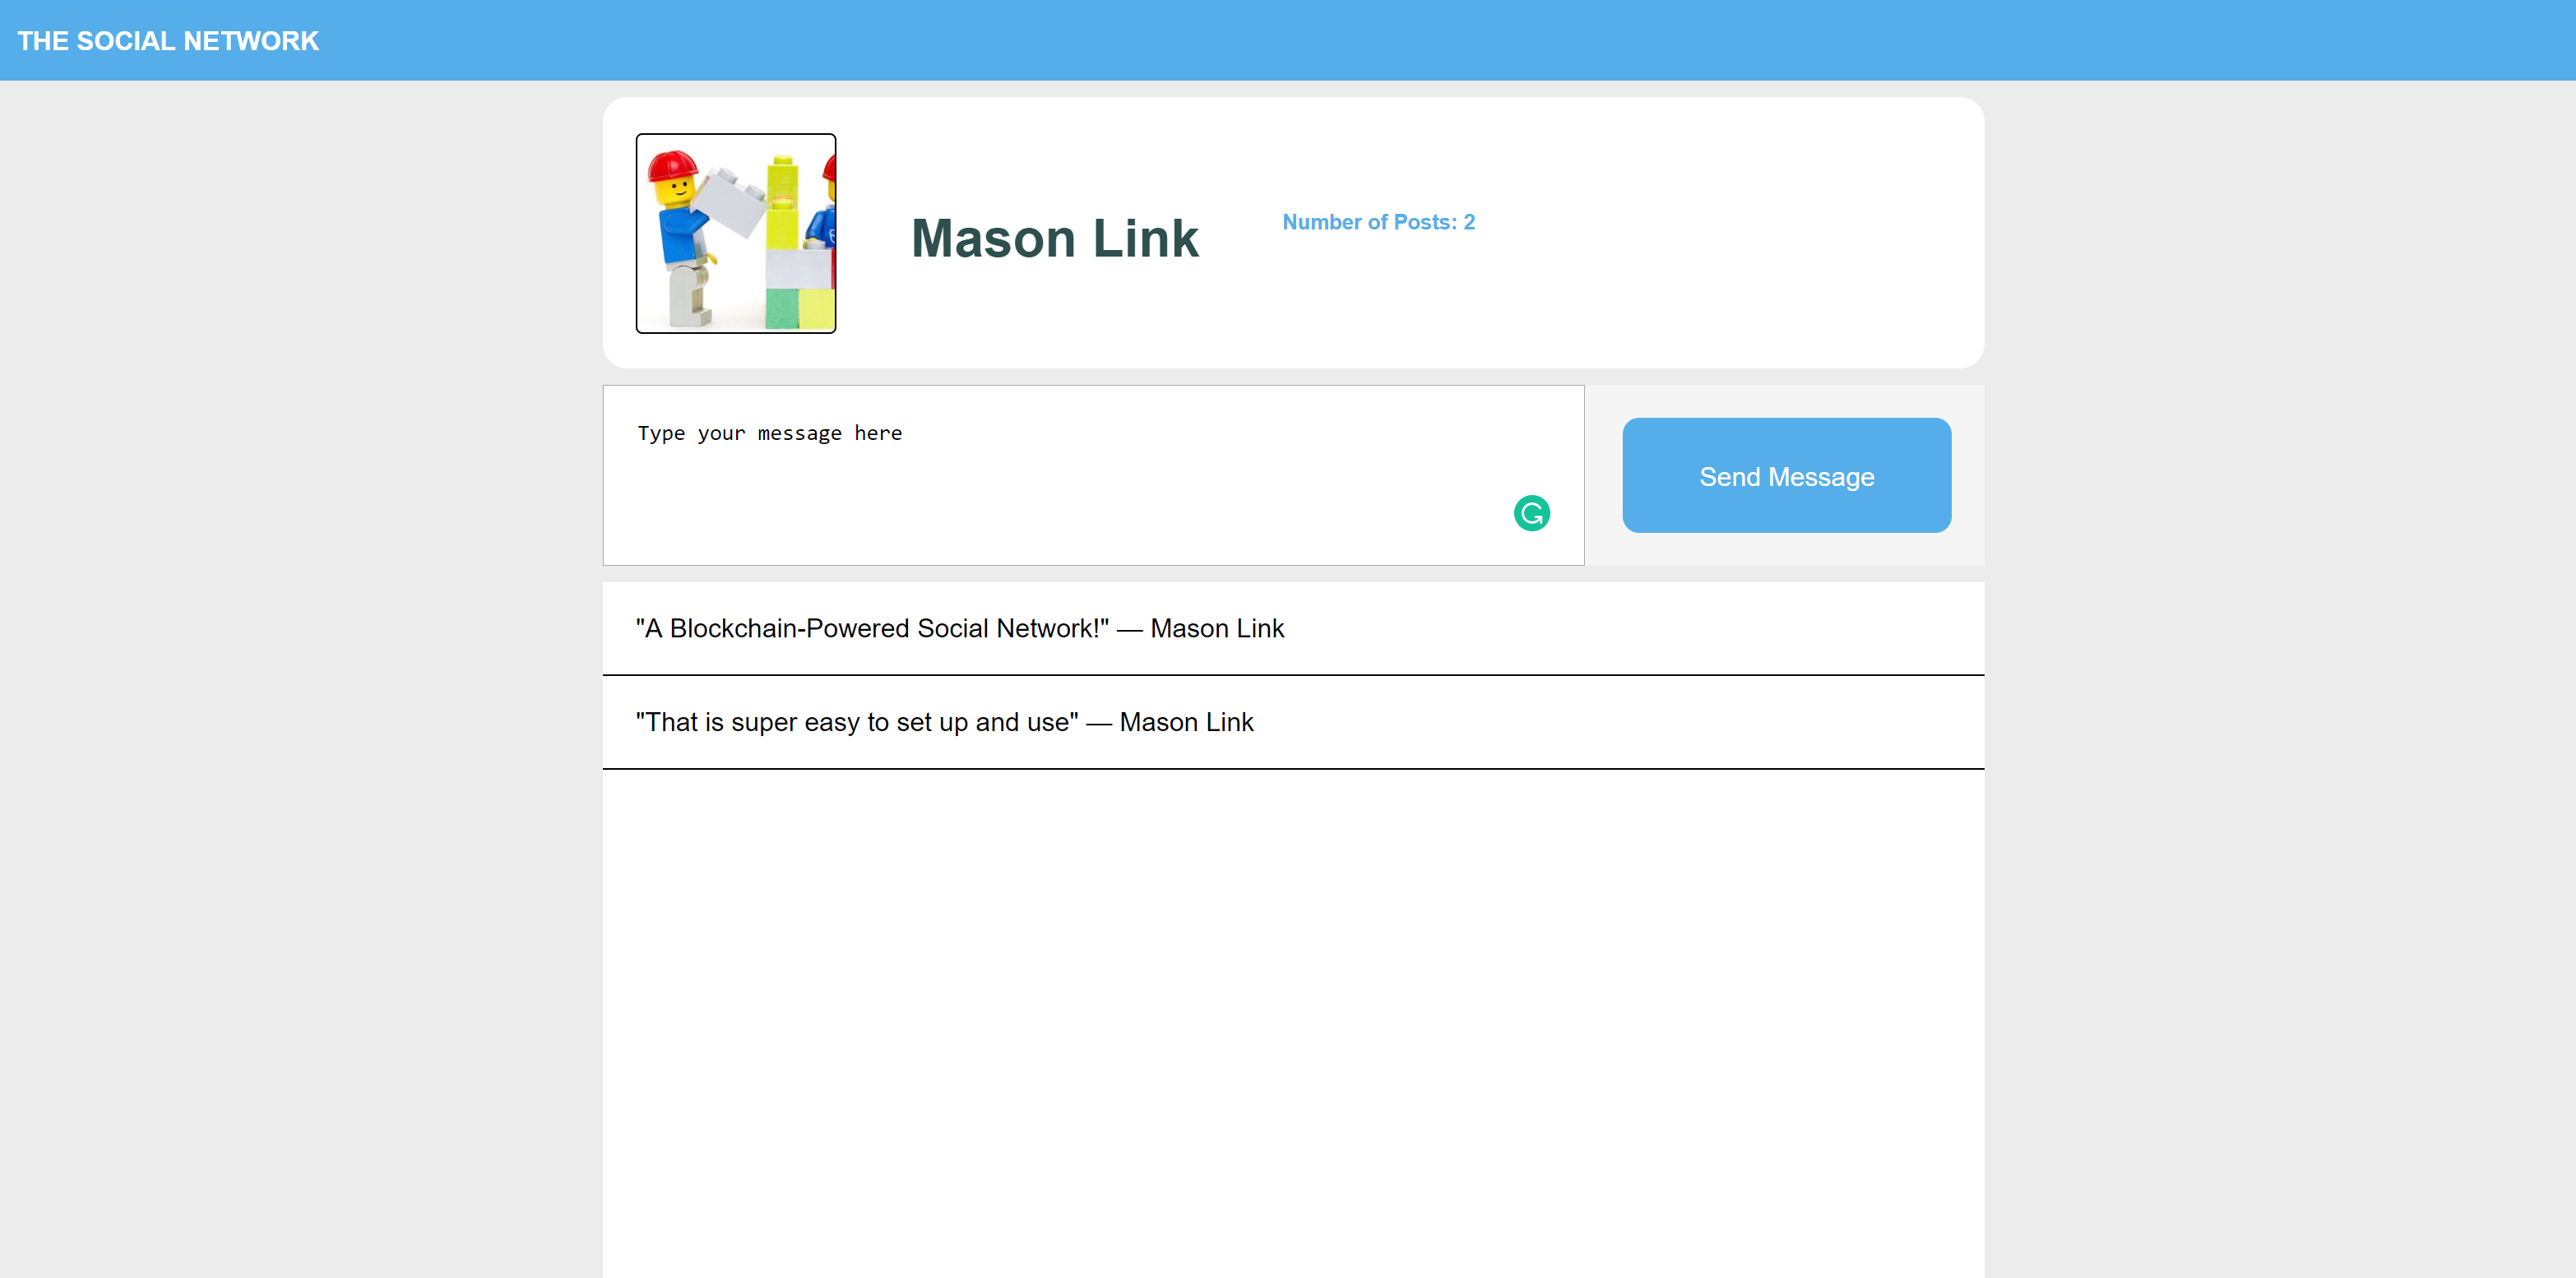 THE SOCIAL NETWORK
Mason Link
Number of Posts: 2
Type your message here
Send Message
"A Blockchain-Powered Social Network!" — Mason Link
"That is super easy to set up and use" — Mason Link